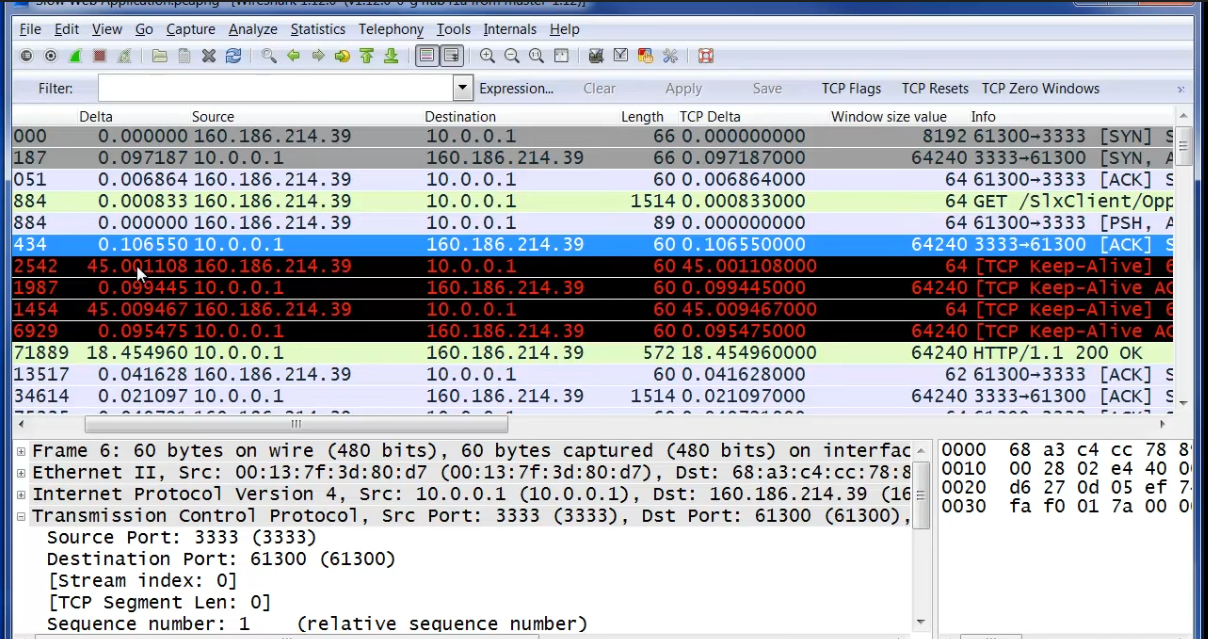 Slow Web Application.pcapng [Wireshark 1.12.0
File Edit View Go Capture Analyze Statistics Telephony Tools Internals Help
Filter: Expression... Clear Apply Save TCP Flags TCP Resets TCP Zero Windows »
Delta Source Destination Length TCP Delta Window size value Info
000 0.000000 160.186.214.39 10.0.0.1 66 0.000000000 8192 61300→3333 [SYN] S
187 0.097187 10.0.0.1 160.186.214.39 66 0.097187000 64240 3333→61300 [SYN, A
051 0.006864 160.186.214.39 10.0.0.1 60 0.006864000 64 61300→3333 [ACK] S
884 0.000833 160.186.214.39 10.0.0.1 1514 0.000833000 64 GET /SlxClient/Opp
884 0.000000 160.186.214.39 10.0.0.1 89 0.000000000 64 61300→3333 [PSH, A
434 0.106550 10.0.0.1 160.186.214.39 60 0.106550000 64240 3333→61300 [ACK] S
2542 45.001108 160.186.214.39 10.0.0.1 60 45.001108000 64 [TCP Keep-Alive] 6
1987 0.099445 10.0.0.1 160.186.214.39 60 0.099445000 64240 [TCP Keep-Alive AC
1454 45.009467 160.186.214.39 10.0.0.1 60 45.009467000 64 [TCP Keep-Alive] 6
6929 0.095475 10.0.0.1 160.186.214.39 60 0.095475000 64240 [TCP Keep-Alive AC
71889 18.454960 10.0.0.1 160.186.214.39 572 18.454960000 64240 HTTP/1.1 200 OK
13517 0.041628 160.186.214.39 10.0.0.1 60 0.041628000 62 61300→3333 [ACK] S
34614 0.021097 10.0.0.1 160.186.214.39 1514 0.021097000 64240 3333→61300 [ACK] S
Frame 6: 60 bytes on wire (480 bits), 60 bytes captured (480 bits) on interfac
Ethernet II, Src: 00:13:7f:3d:80:d7 (00:13:7f:3d:80:d7), Dst: 68:a3:c4:cc:78:8
Internet Protocol Version 4, Src: 10.0.0.1 (10.0.0.1), Dst: 160.186.214.39 (16
Transmission Control Protocol, Src Port: 3333 (3333), Dst Port: 61300 (61300),
Source Port: 3333 (3333)
Destination Port: 61300 (61300)
[Stream index: 0]
[TCP Segment Len: 0]
Sequence number: 1 (relative sequence number)
0000 68 a3 c4 cc 78 8
0010 00 28 02 e4 40 0
0020 d6 27 0d 05 ef 7
0030 fa f0 01 7a 00 0